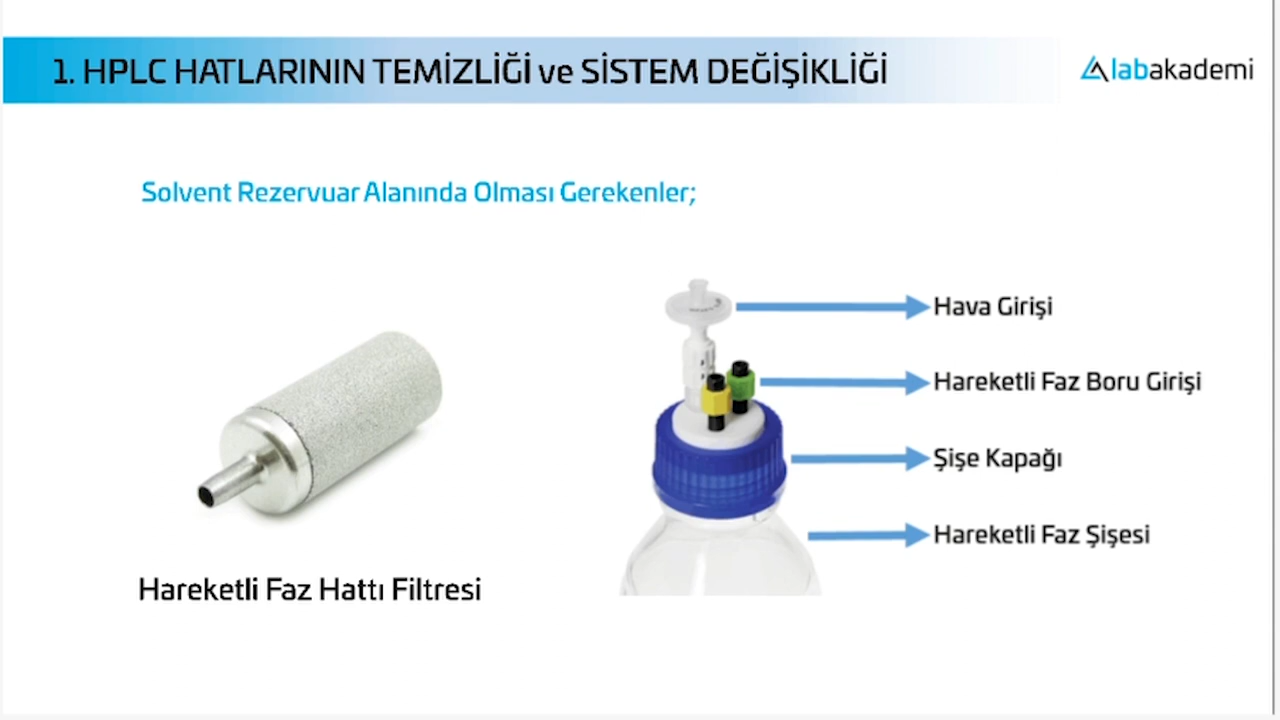 1. HPLC HATLARININ TEMİZLİĞİ ve SİSTEM DEĞİŞİKLİĞİ
labakademi
Solvent Rezervuar Alanında Olması Gerekenler;
Hava Girişi
Hareketli Faz Boru Girişi
Şişe Kapağı
Hareketli Faz Şişesi
Hareketli Faz Hattı Filtresi